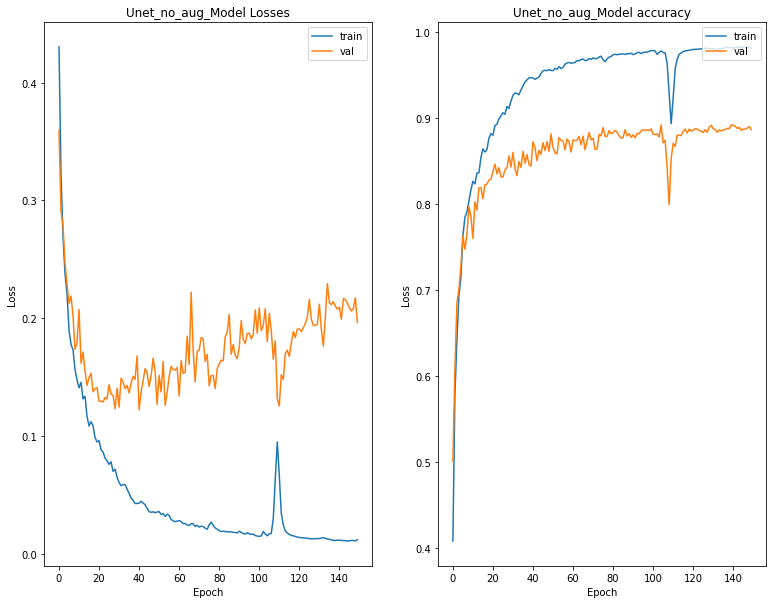 Unet_no_aug_Model Losses
train
val
0.4
0.3
0.2
0.1
0.0
Loss
0 20 40 60 80 100 120 140
Epoch
Unet_no_aug_Model accuracy
train
val
1.0
0.9
0.8
0.7
0.6
0.5
0.4
Loss
0 20 40 60 80 100 120 140
Epoch